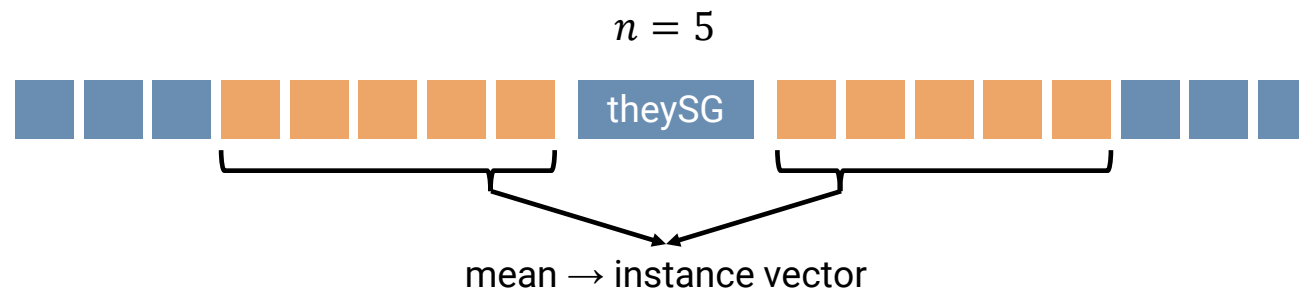 n = 5
theySG
mean → instance vector